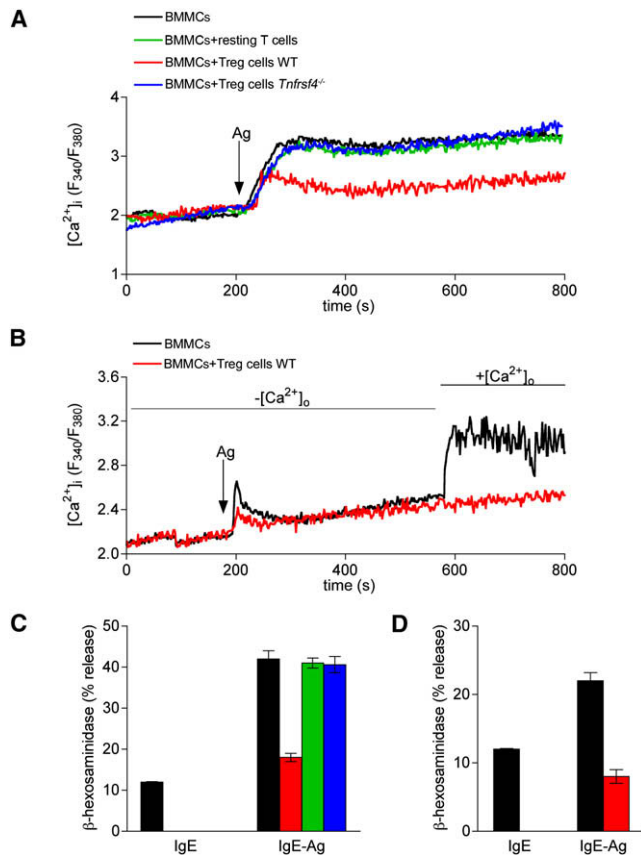 A
BMMCs
BMMCs+resting T cells
BMMCs+Treg cells WT
BMMCs+Treg cells Tnfrsf4-/-
[Ca2+]i (F340/F380)
4
3
2
1
Ag
0 200 400 600 800
time (s)
B
BMMCs
BMMCs+Treg cells WT
-[Ca2+]o
+[Ca2+]o
[Ca2+]i (F340/F380)
3.6
3.2
2.8
2.4
2.0
Ag
0 200 400 600 800
time (s)
C
β-hexosaminidase (% release)
50
40
30
20
10
0
IgE IgE-Ag
D
β-hexosaminidase (% release)
30
20
10
0
IgE IgE-Ag